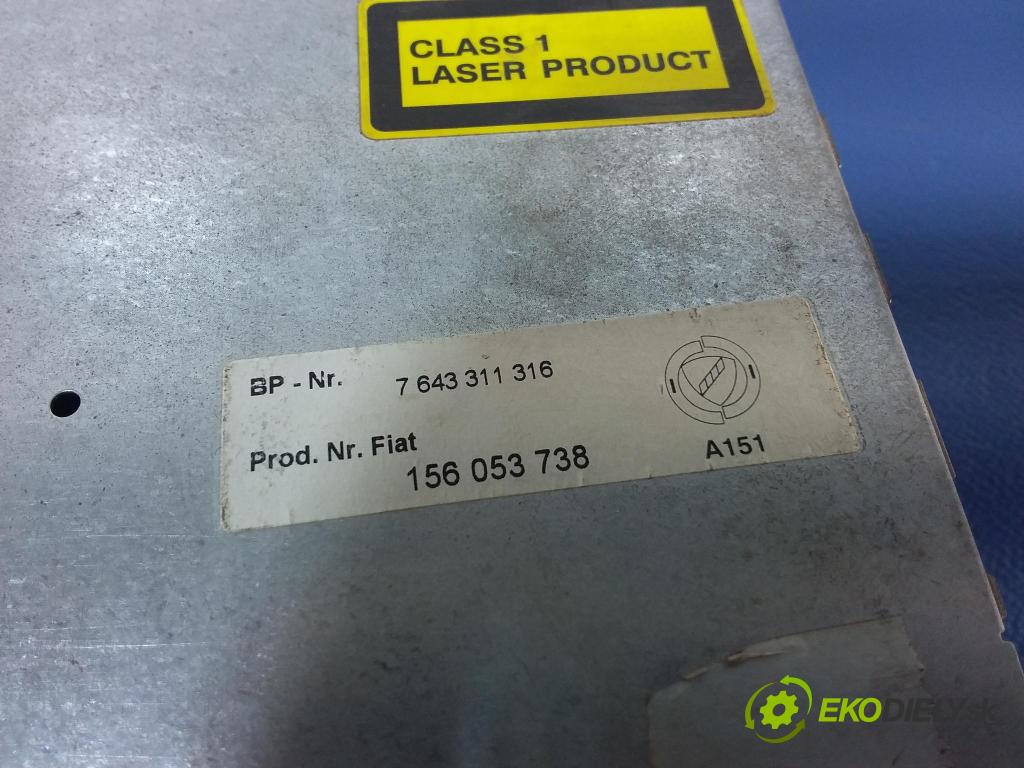 CLASS 1
LASER PRODUCT
BP - Nr. 7 643 311 316
Prod. Nr. Fiat
156 053 738
A151
EKODIELY.sk